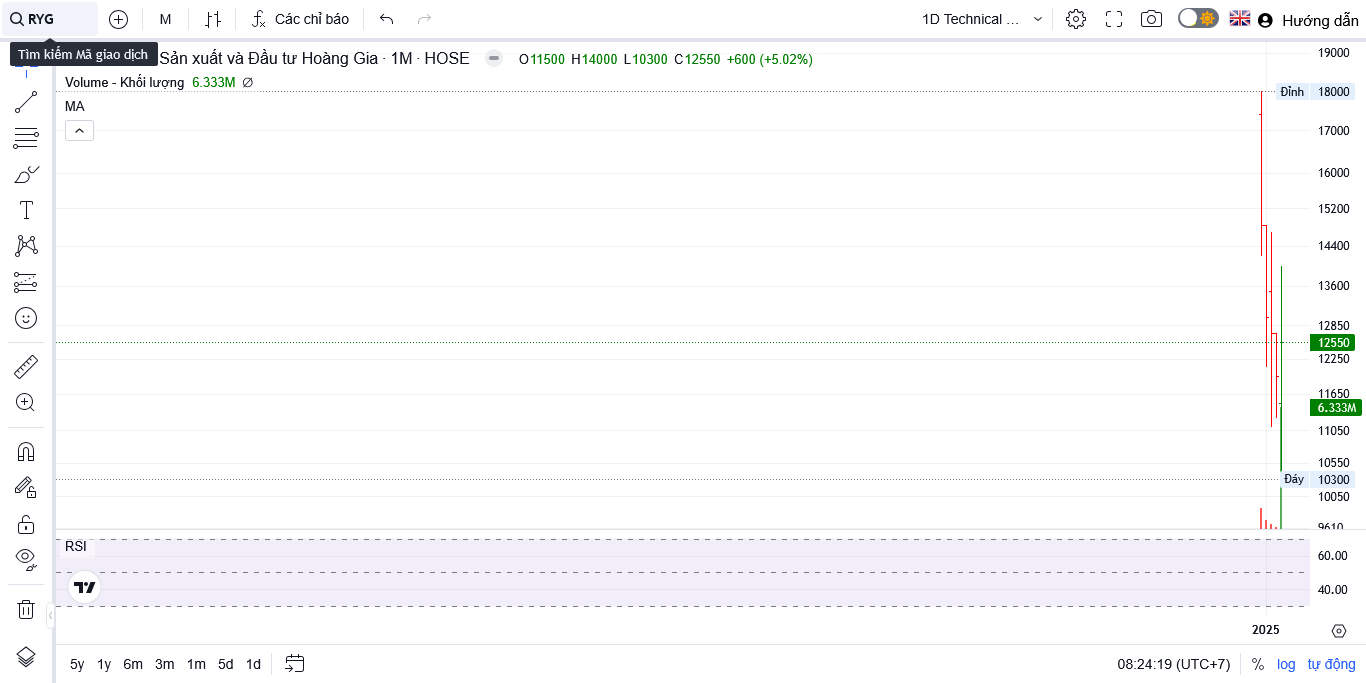 RYG
M
Các chỉ báo
1D Technical ...
Hướng dẫn
Tìm kiếm Mã giao dịch
Sản xuất và Đầu tư Hoàng Gia · 1M · HOSE
O11500 H14000 L10300 C12550 +600 (+5.02%)
Volume - Khối lượng 6.333M Ø
MA
19000
Đỉnh 18000
17000
16000
15200
14400
13600
12850
12550
12250
11650
6.333M
11050
10550
Đáy 10300
10050
9610
RSI
60.00
40.00
2025
5y 1y 6m 3m 1m 5d 1d
08:24:19 (UTC+7)
% log tự động